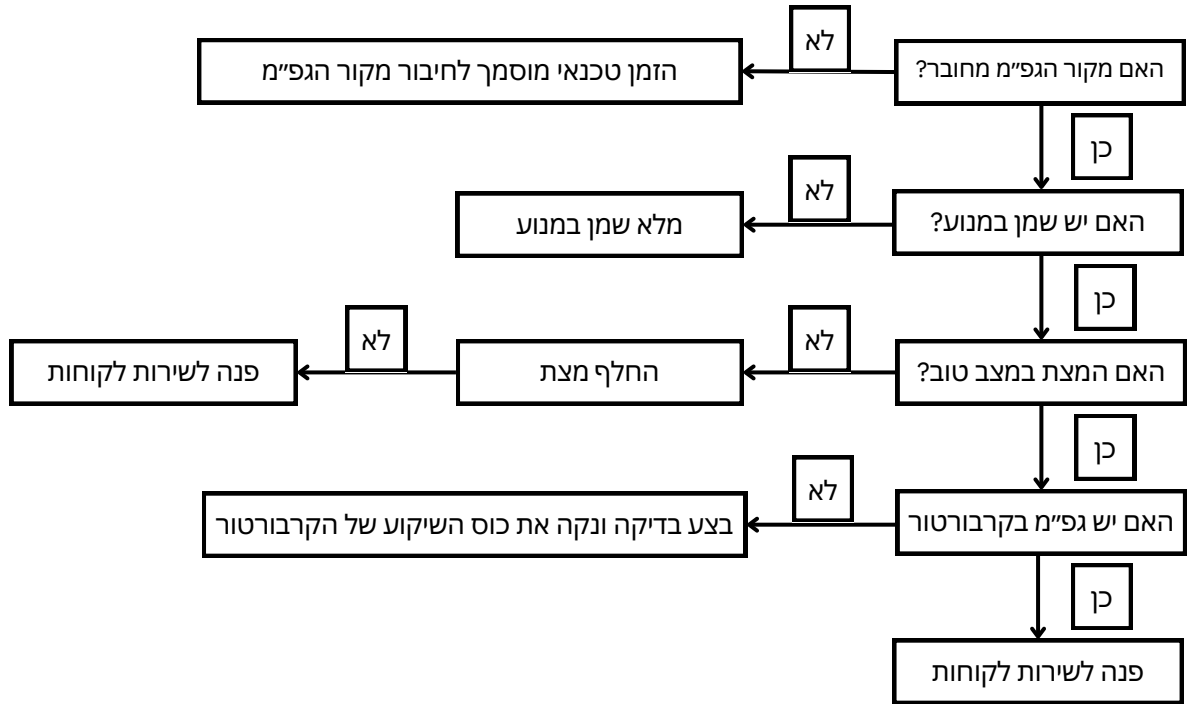 האם מקור הגפ״מ מחובר?
לא
הזמן טכנאי מוסמך לחיבור מקור הגפ״מ
כן
האם יש שמן במנוע?
לא
מלא שמן במנוע
כן
האם המצת במצב טוב?
לא
החלף מצת
לא
פנה לשירות לקוחות
כן
האם יש גפ״מ בקרבורטור
לא
בצע בדיקה ונקה את כוס השיקוע של הקרבורטור
כן
פנה לשירות לקוחות